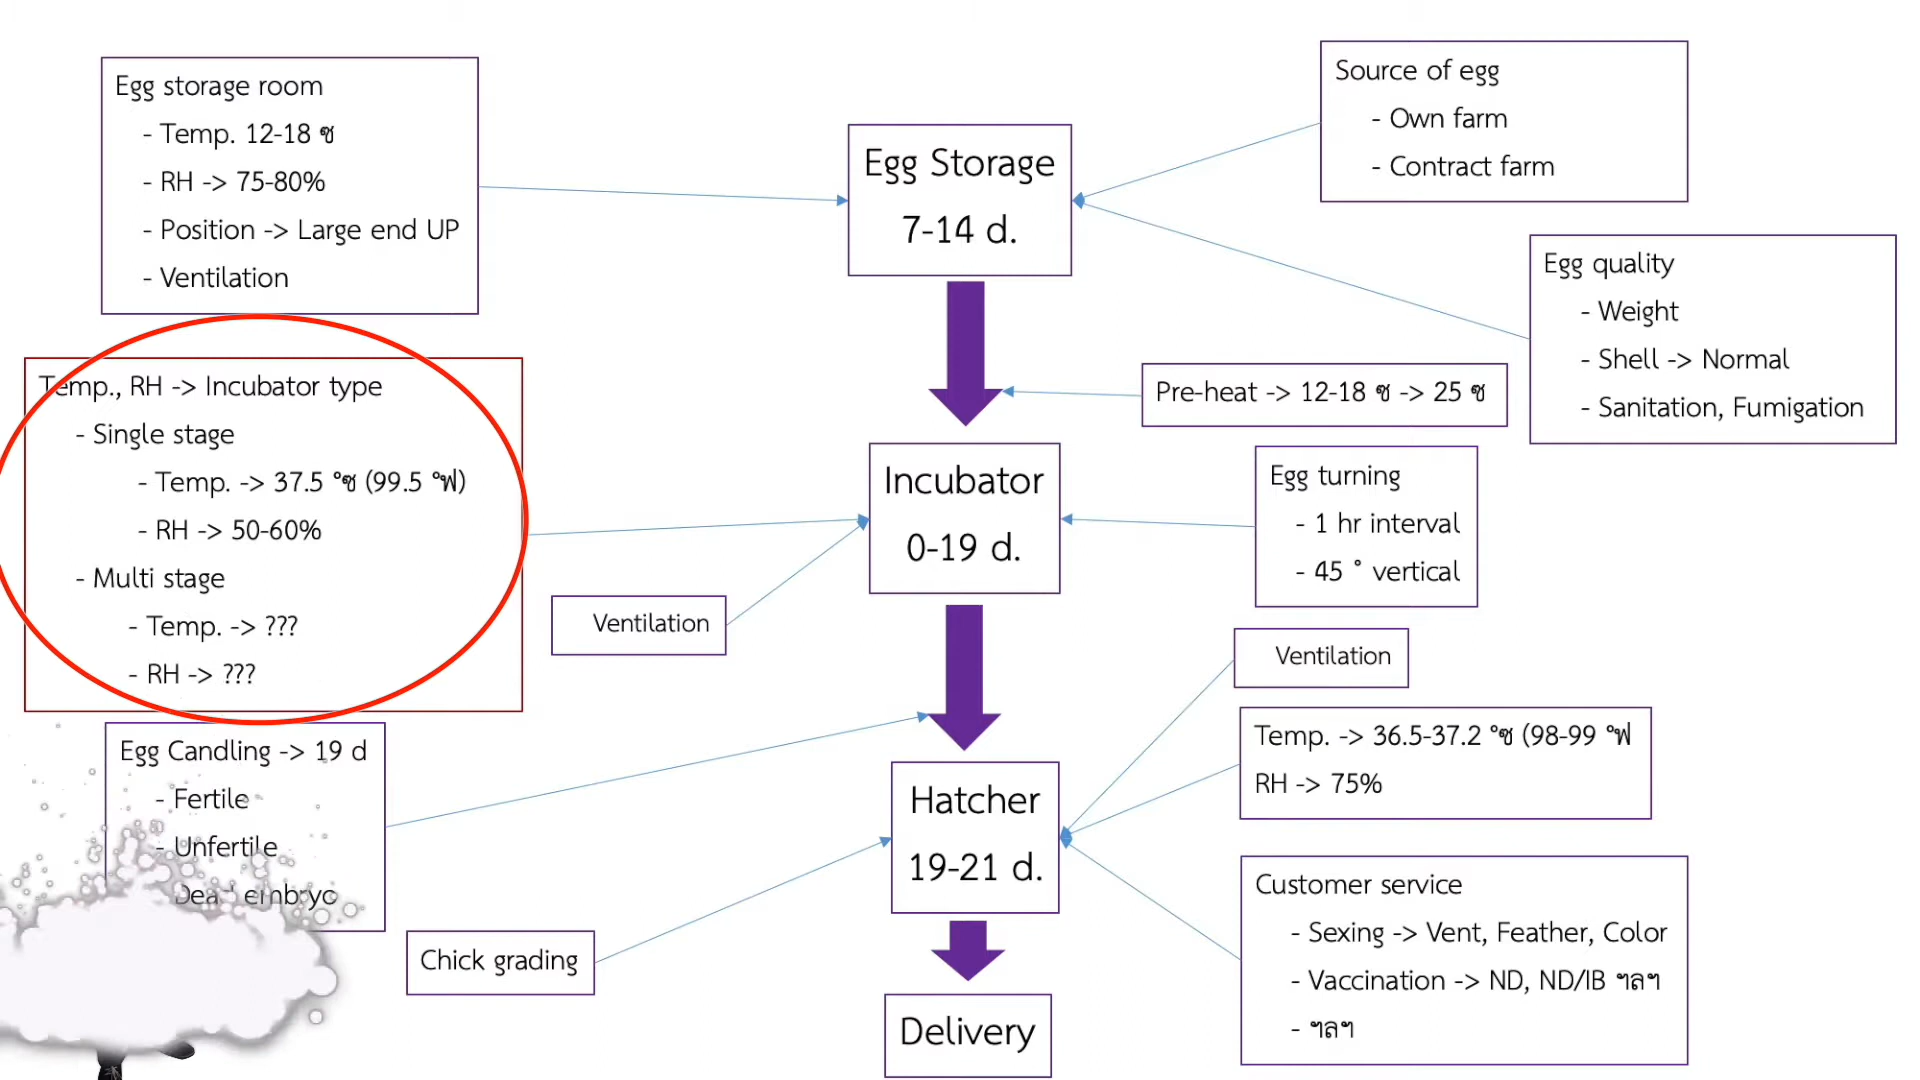 Egg storage room
- Temp. 12-18 ซ
- RH -> 75-80%
- Position -> Large end UP
- Ventilation
Egg Storage
7-14 d.
Source of egg
- Own farm
- Contract farm
Egg quality
- Weight
- Shell -> Normal
- Sanitation, Fumigation
Temp., RH -> Incubator type
- Single stage
- Temp. -> 37.5 °ซ (99.5 °ฟ)
- RH -> 50-60%
- Multi stage
- Temp. -> ???
- RH -> ???
Pre-heat -> 12-18 ซ -> 25 ซ
Incubator
0-19 d.
Egg turning
- 1 hr interval
- 45 ° vertical
Ventilation
Ventilation
Egg Candling -> 19 d
- Fertile
- Unfertile
Dead embryo
Hatcher
19-21 d.
Temp. -> 36.5-37.2 °ซ (98-99 °ฟ
RH -> 75%
Customer service
- Sexing -> Vent, Feather, Color
- Vaccination -> ND, ND/IB ฯลฯ
- ฯลฯ
Chick grading
Delivery